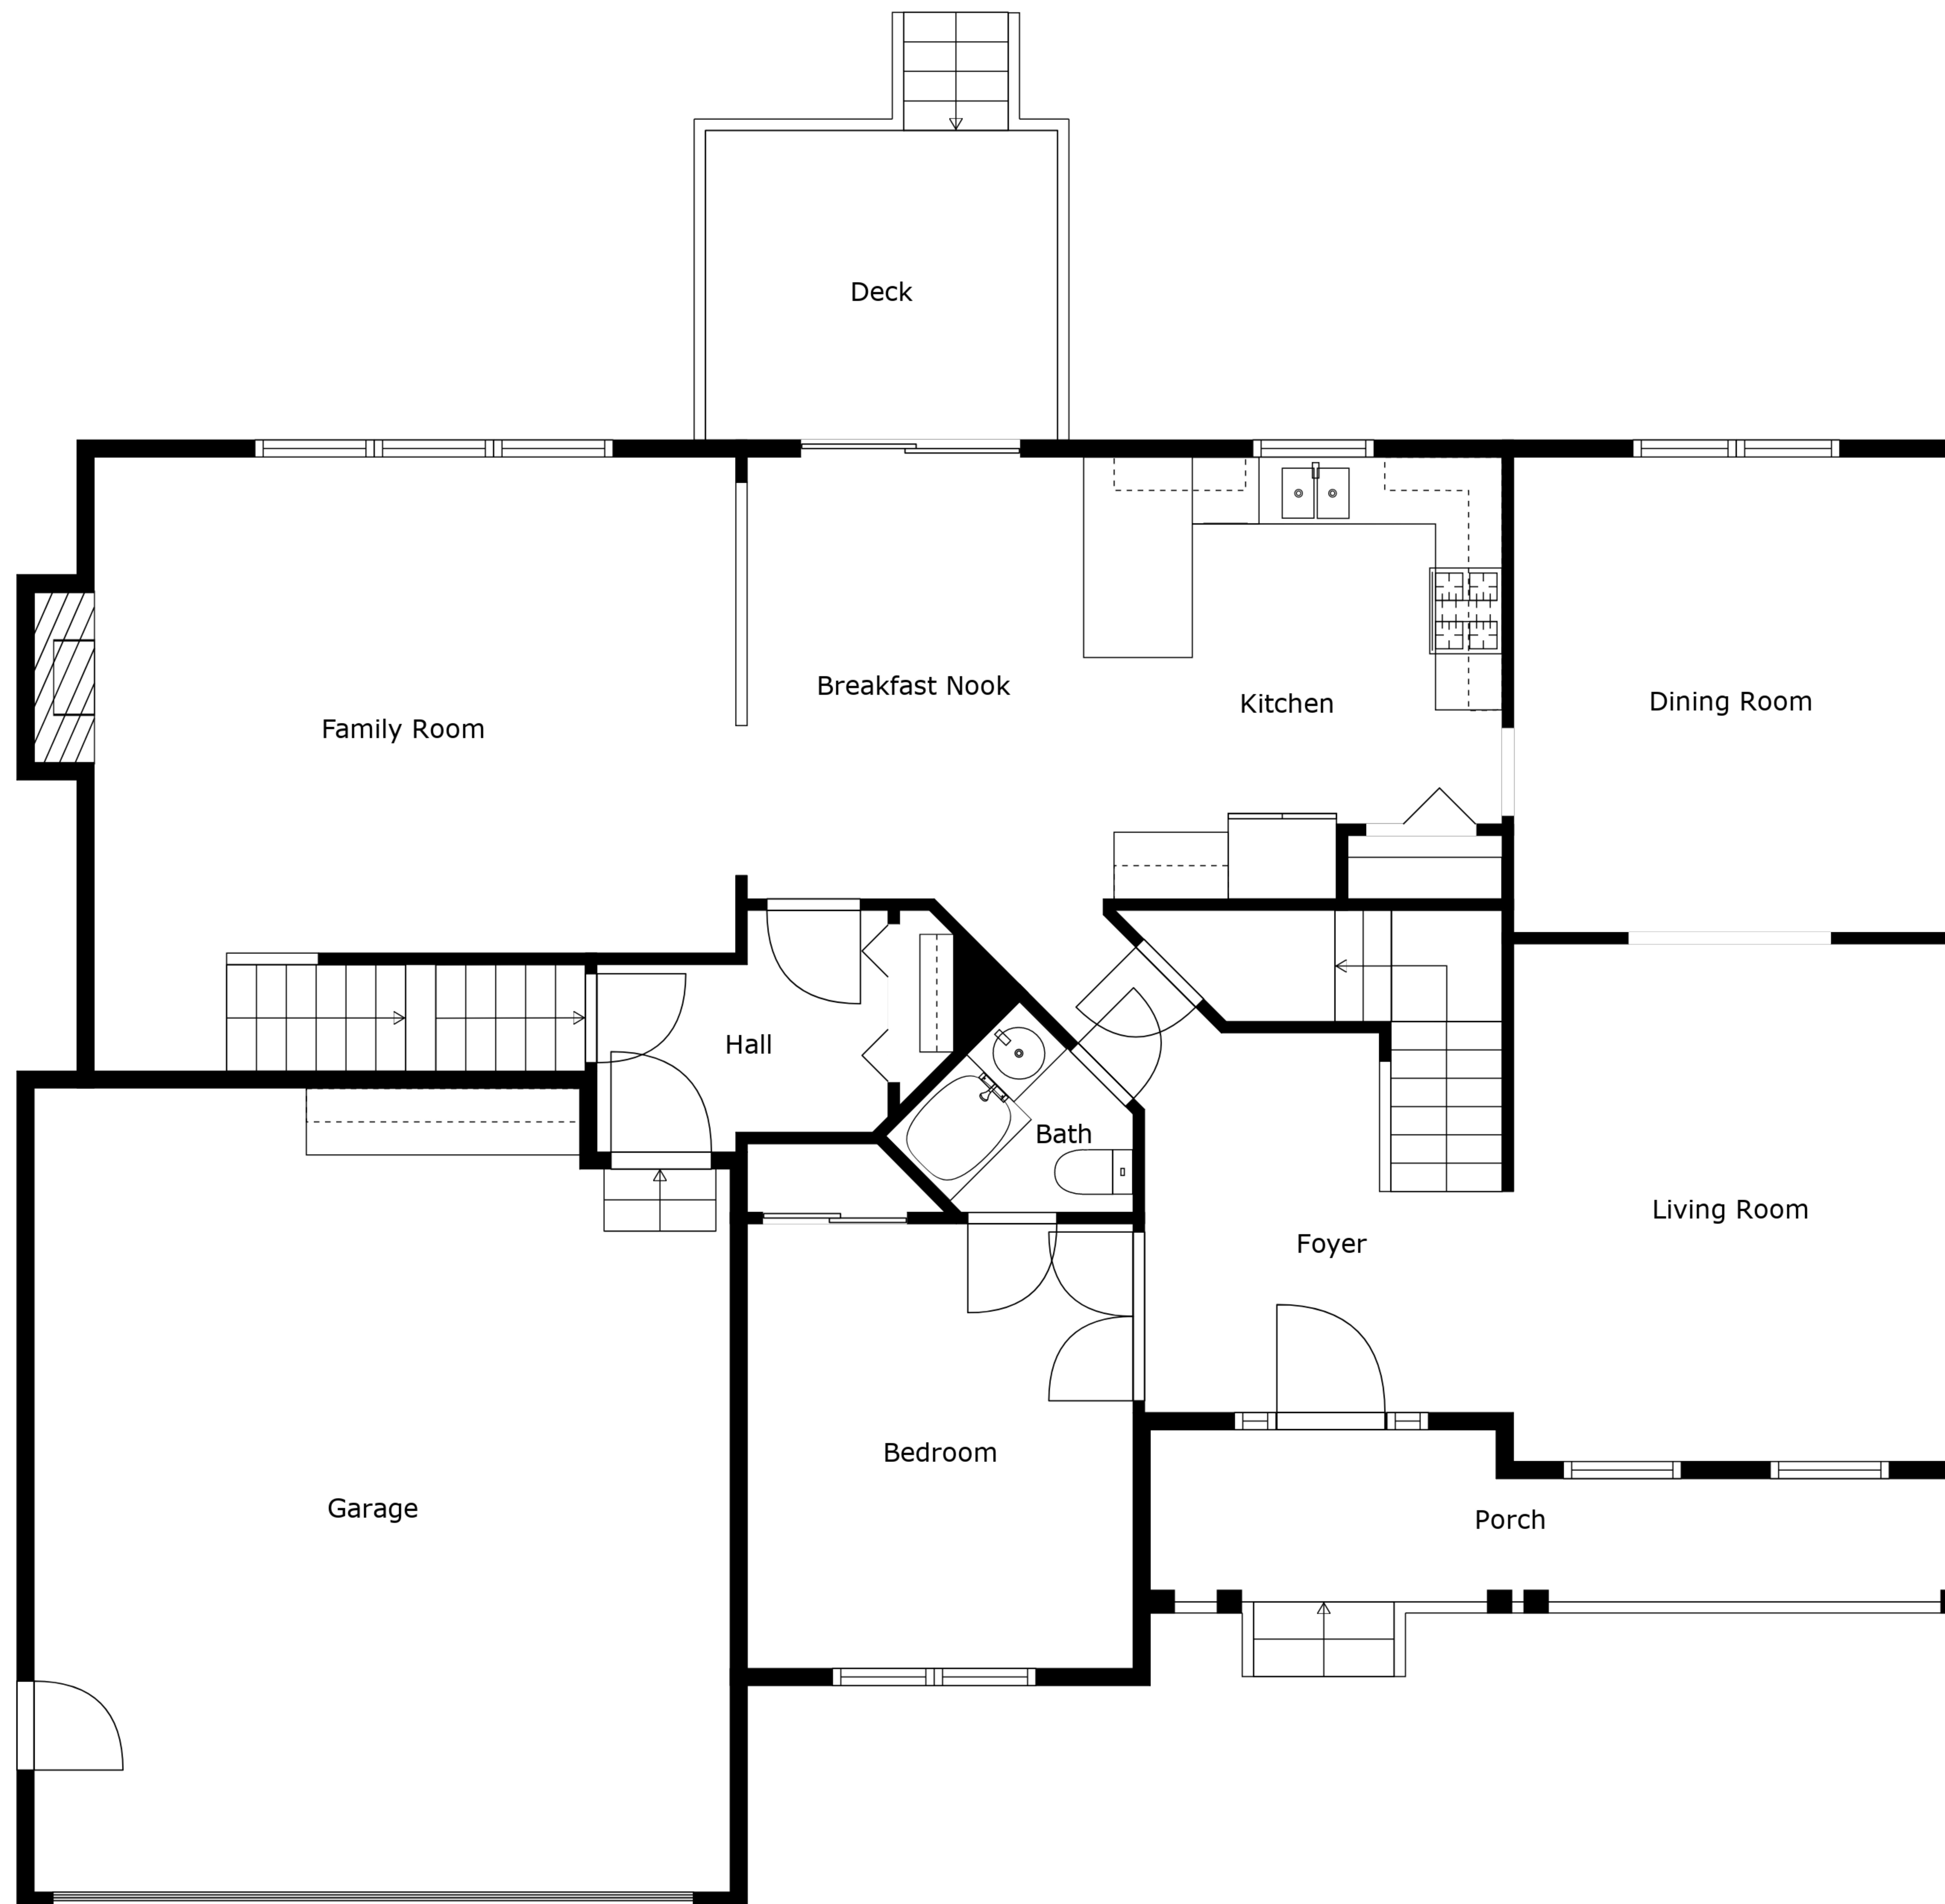 Deck
Breakfast Nook
Kitchen
Dining Room
Family Room
Hall
Bath
Living Room
Foyer
Bedroom
Garage
Porch